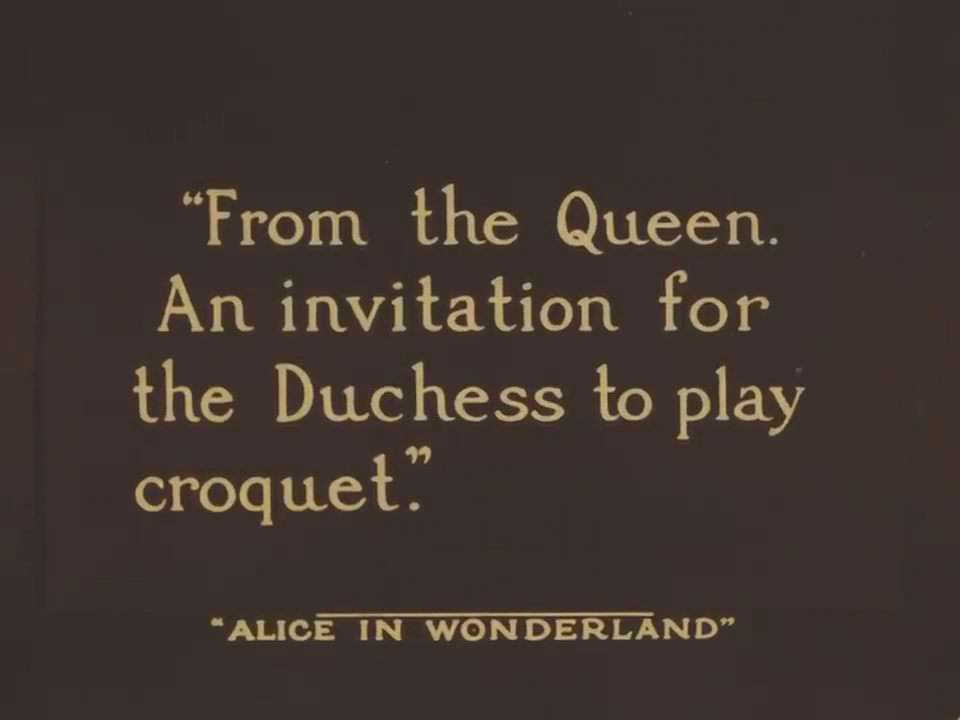 “From the Queen.
An invitation for
the Duchess to play
croquet.”
“ALICE IN WONDERLAND”